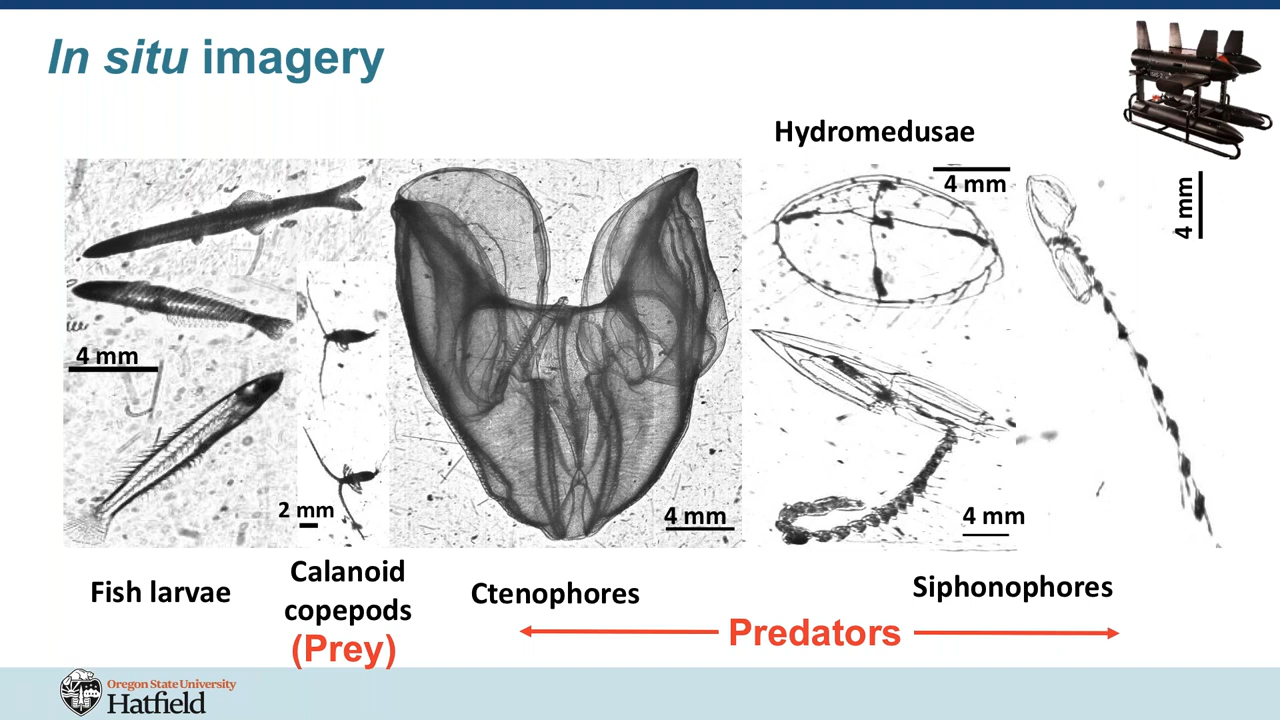 In situ imagery
Hydromedusae
4 mm
4 mm
4 mm
2 mm
4 mm
4 mm
Fish larvae
Calanoid
copepods
(Prey)
Ctenophores
Siphonophores
Predators
Oregon State University
Hatfield